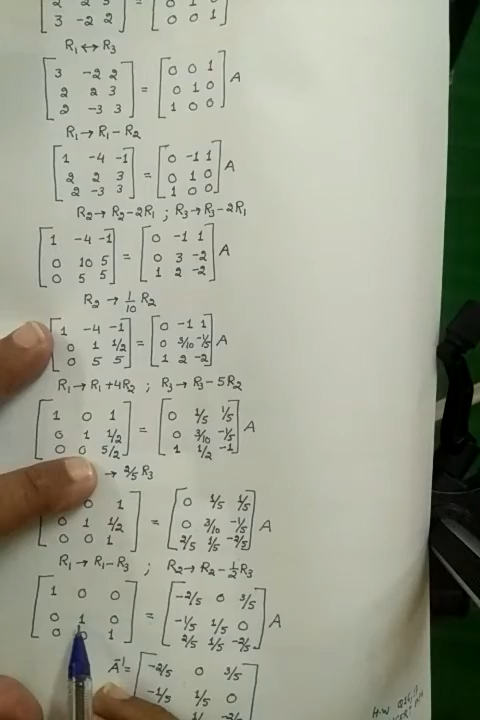 3 -2 2 0 0 1
R₁ ↔ R₃
3 -2 2 = 0 0 1 A
2 2 3 0 1 0
2 -3 3 1 0 0
R₁ → R₁ - R₂
1 -4 -1 = 0 -1 1 A
2 2 3 0 1 0
2 -3 3 1 0 0
R₂ → R₂ - 2R₁ ; R₃ → R₃ - 2R₁
1 -4 -1 = 0 -1 1 A
0 10 5 0 3 -2
0 5 5 1 2 -2
R₂ → 1/10 R₂
1 -4 -1 = 0 -1 1 A
0 1 1/2 0 3/10 -1/5
0 5 5 1 2 -2
R₁ → R₁ + 4R₂ ; R₃ → R₃ - 5R₂
1 0 1 = 0 1/5 1/5 A
0 1 1/2 0 3/10 -1/5
0 0 5/2 1 1/2 -1
→ 2/5 R₃
0 1 = 0 1/5 1/5 A
0 1 1/2 0 3/10 -1/5
0 0 1 2/5 1/5 -2/5
R₁ → R₁ - R₃ ; R₂ → R₂ - 1/2 R₃
1 0 0 = -2/5 0 3/5 A
0 1 0 -1/5 1/5 0
0 0 1 2/5 1/5 -2/5
A⁻¹ = -2/5 0 3/5
-1/5 1/5 0
H.W